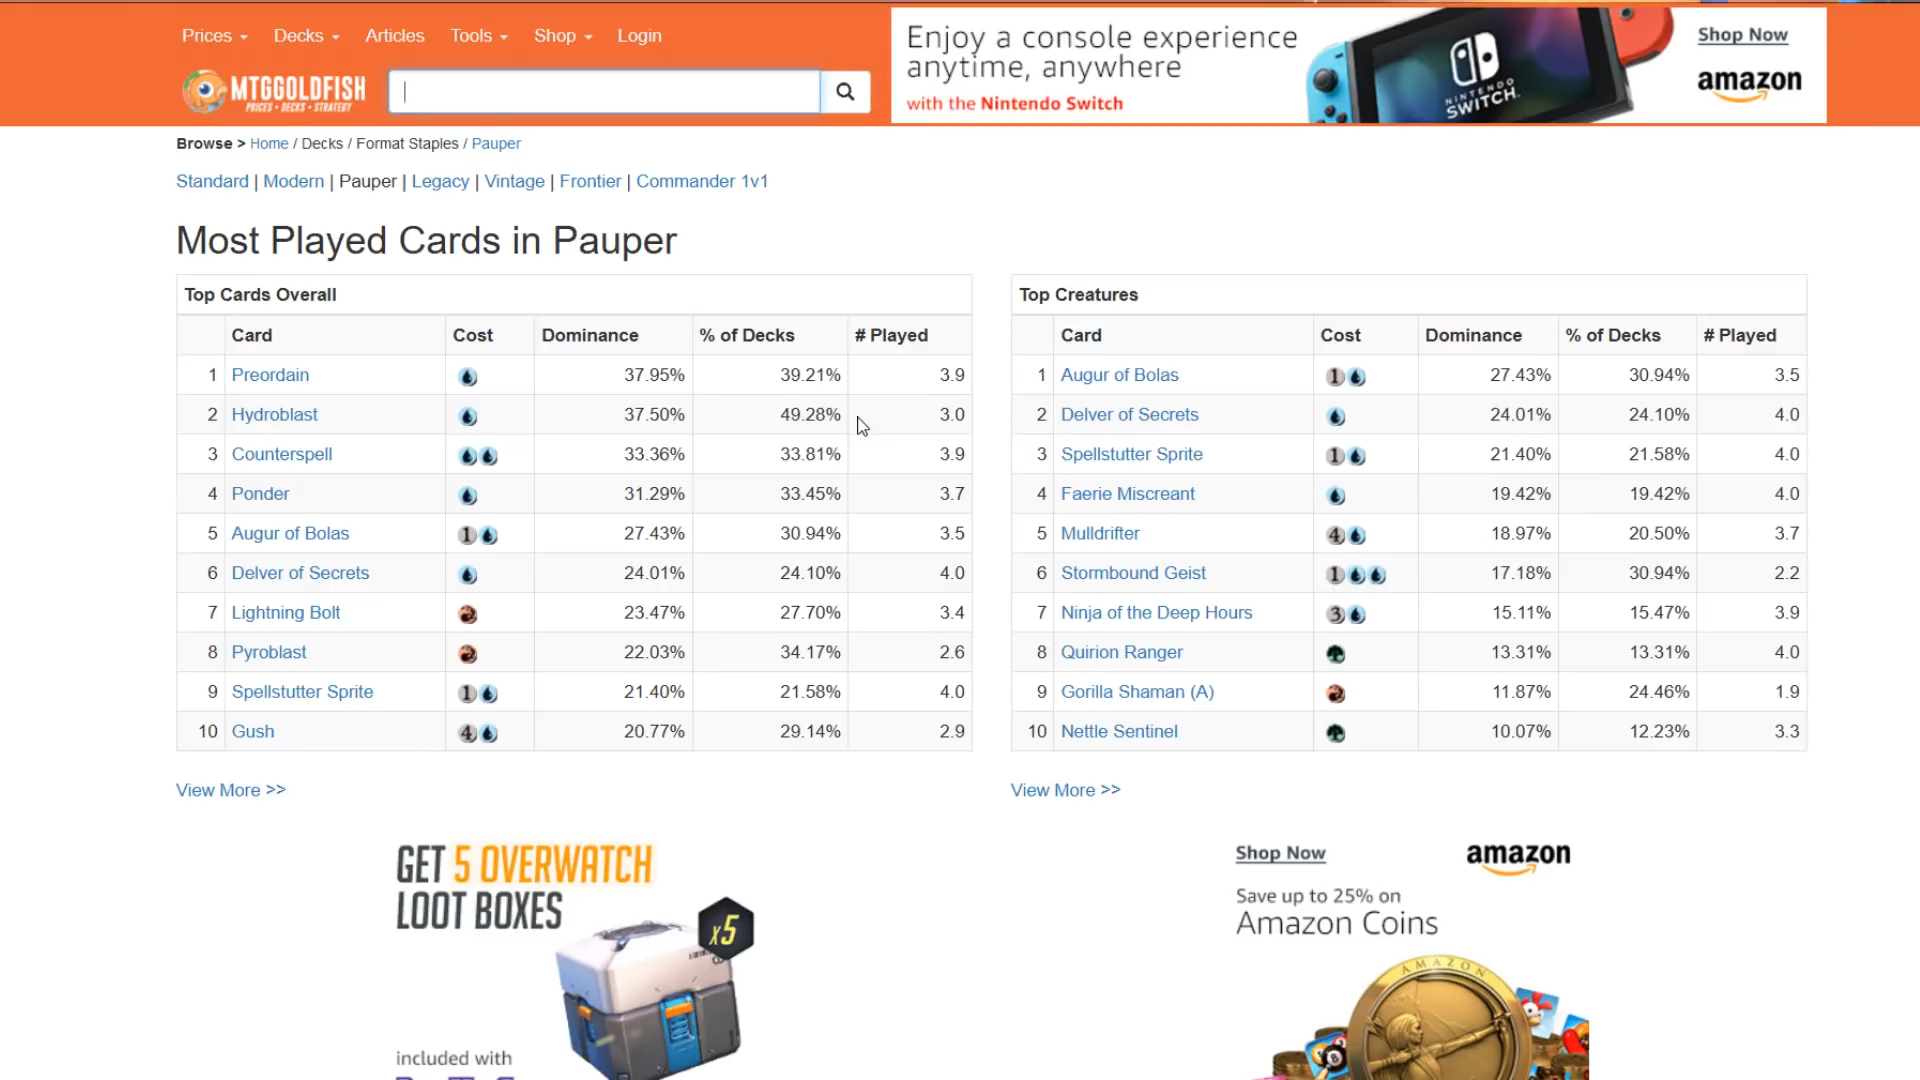 Prices Decks Articles Tools Shop Login
MTGGOLDFISH
PRICES • DECKS • STRATEGY
Enjoy a console experience
anytime, anywhere
with the Nintendo Switch
NINTENDO
SWITCH
Shop Now
amazon
Browse > Home / Decks / Format Staples / Pauper
Standard | Modern | Pauper | Legacy | Vintage | Frontier | Commander 1v1
Most Played Cards in Pauper
Top Cards Overall
Card Cost Dominance % of Decks # Played
1 Preordain 37.95% 39.21% 3.9
2 Hydroblast 37.50% 49.28% 3.0
3 Counterspell 33.36% 33.81% 3.9
4 Ponder 31.29% 33.45% 3.7
5 Augur of Bolas 1 27.43% 30.94% 3.5
6 Delver of Secrets 24.01% 24.10% 4.0
7 Lightning Bolt 23.47% 27.70% 3.4
8 Pyroblast 22.03% 34.17% 2.6
9 Spellstutter Sprite 1 21.40% 21.58% 4.0
10 Gush 4 20.77% 29.14% 2.9
View More >>
Top Creatures
Card Cost Dominance % of Decks # Played
1 Augur of Bolas 1 27.43% 30.94% 3.5
2 Delver of Secrets 24.01% 24.10% 4.0
3 Spellstutter Sprite 1 21.40% 21.58% 4.0
4 Faerie Miscreant 19.42% 19.42% 4.0
5 Mulldrifter 4 18.97% 20.50% 3.7
6 Stormbound Geist 1 17.18% 30.94% 2.2
7 Ninja of the Deep Hours 3 15.11% 15.47% 3.9
8 Quirion Ranger 13.31% 13.31% 4.0
9 Gorilla Shaman (A) 11.87% 24.46% 1.9
10 Nettle Sentinel 10.07% 12.23% 3.3
View More >>
GET 5 OVERWATCH
LOOT BOXES
x5
included with
Shop Now
amazon
Save up to 25% on
Amazon Coins
AMAZON
8